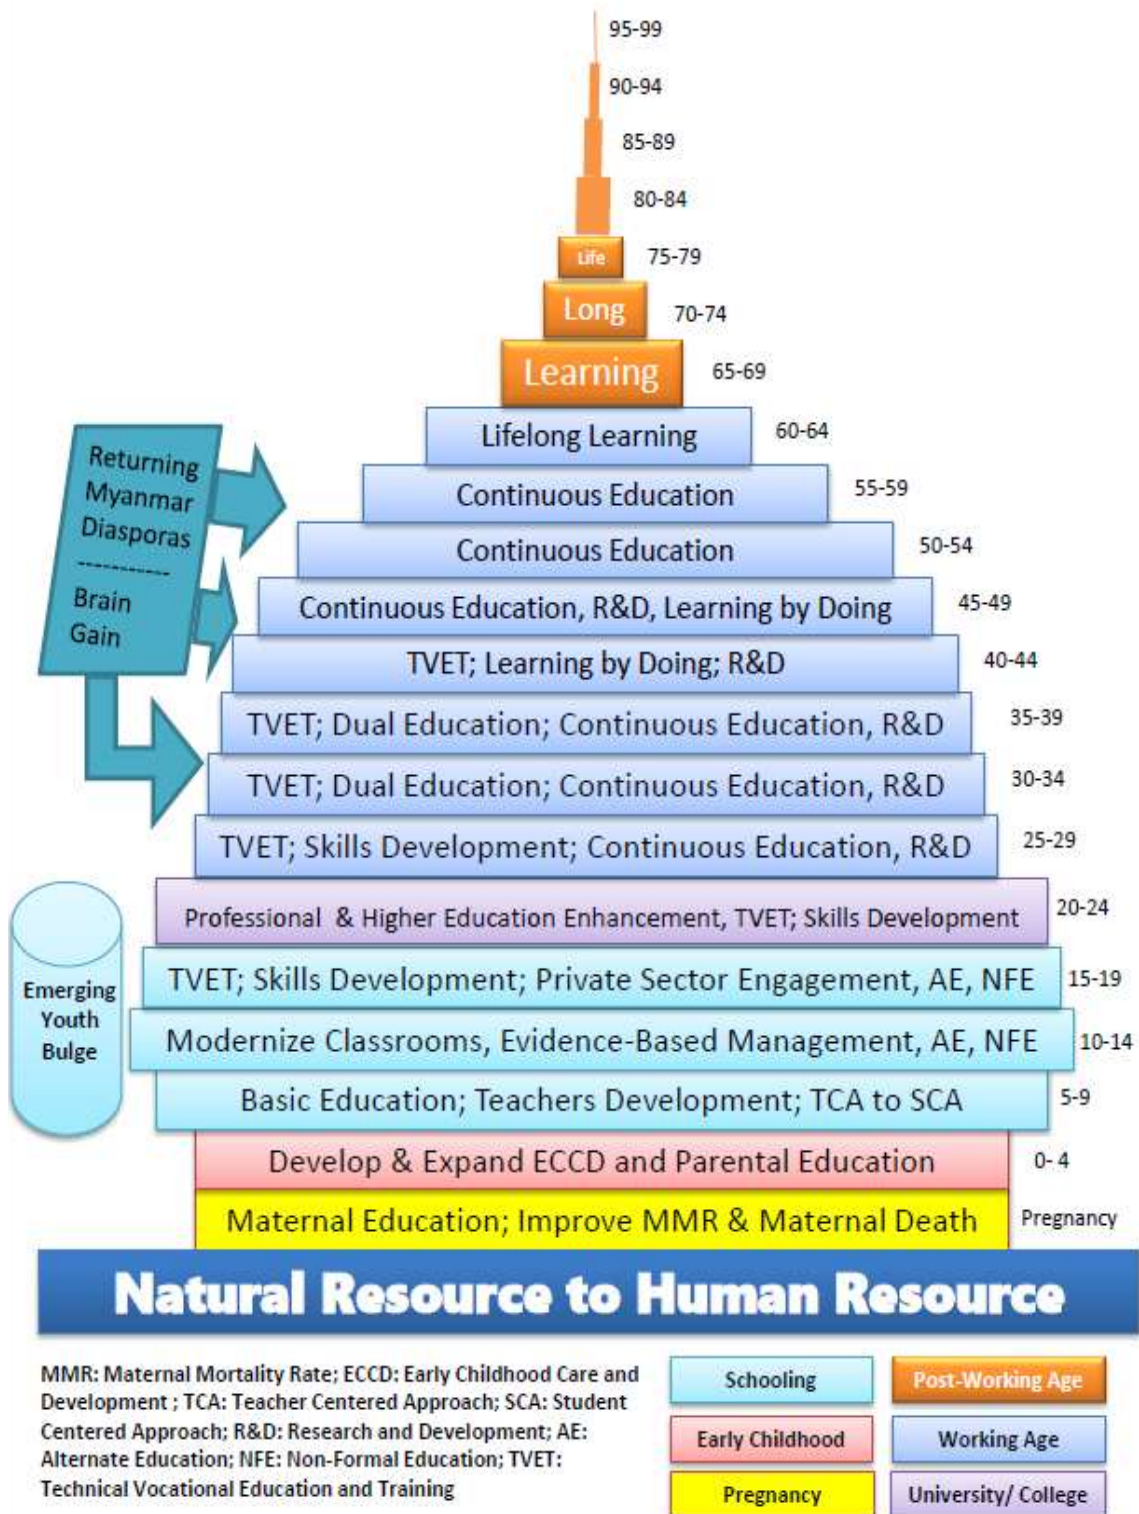 95-99
90-94
85-89
80-84
Life 75-79
Long 70-74
Learning 65-69
Lifelong Learning 60-64
Continuous Education 55-59
Continuous Education 50-54
Continuous Education, R&D, Learning by Doing 45-49
TVET; Learning by Doing; R&D 40-44
TVET; Dual Education; Continuous Education, R&D 35-39
TVET; Dual Education; Continuous Education, R&D 30-34
TVET; Skills Development; Continuous Education, R&D 25-29
Returning
Myanmar
Diasporas
-----------
Brain
Gain
Professional & Higher Education Enhancement, TVET; Skills Development 20-24
TVET; Skills Development; Private Sector Engagement, AE, NFE 15-19
Modernize Classrooms, Evidence-Based Management, AE, NFE 10-14
Basic Education; Teachers Development; TCA to SCA 5-9
Emerging
Youth
Bulge
Develop & Expand ECCD and Parental Education 0- 4
Maternal Education; Improve MMR & Maternal Death Pregnancy
Natural Resource to Human Resource
MMR: Maternal Mortality Rate; ECCD: Early Childhood Care and
Development ; TCA: Teacher Centered Approach; SCA: Student
Centered Approach; R&D: Research and Development; AE:
Alternate Education; NFE: Non-Formal Education; TVET:
Technical Vocational Education and Training
Schooling Post-Working Age
Early Childhood Working Age
Pregnancy University/ College